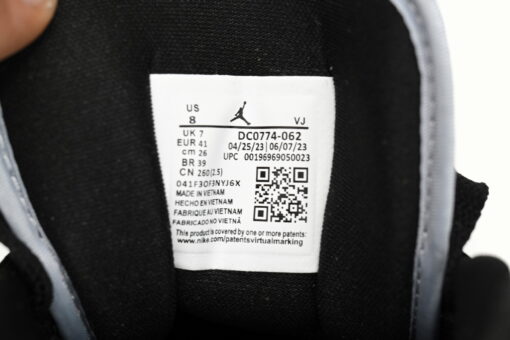 US
8 VJ
UK 7 DC0774-062
EUR 41 04/25/23 | 06/07/23
cm 26 UPC 00196969050023
BR 39
CN 260(2.5)
041F3OF3NYJ6X
MADE IN VIETNAM
HECHO EN VIETNAM
FABRIQUE AU VIETNAM
FABRICADO NO VIETNÃ
This product is covered by one or more patents
www.nike.com/patentsvirtualmarking